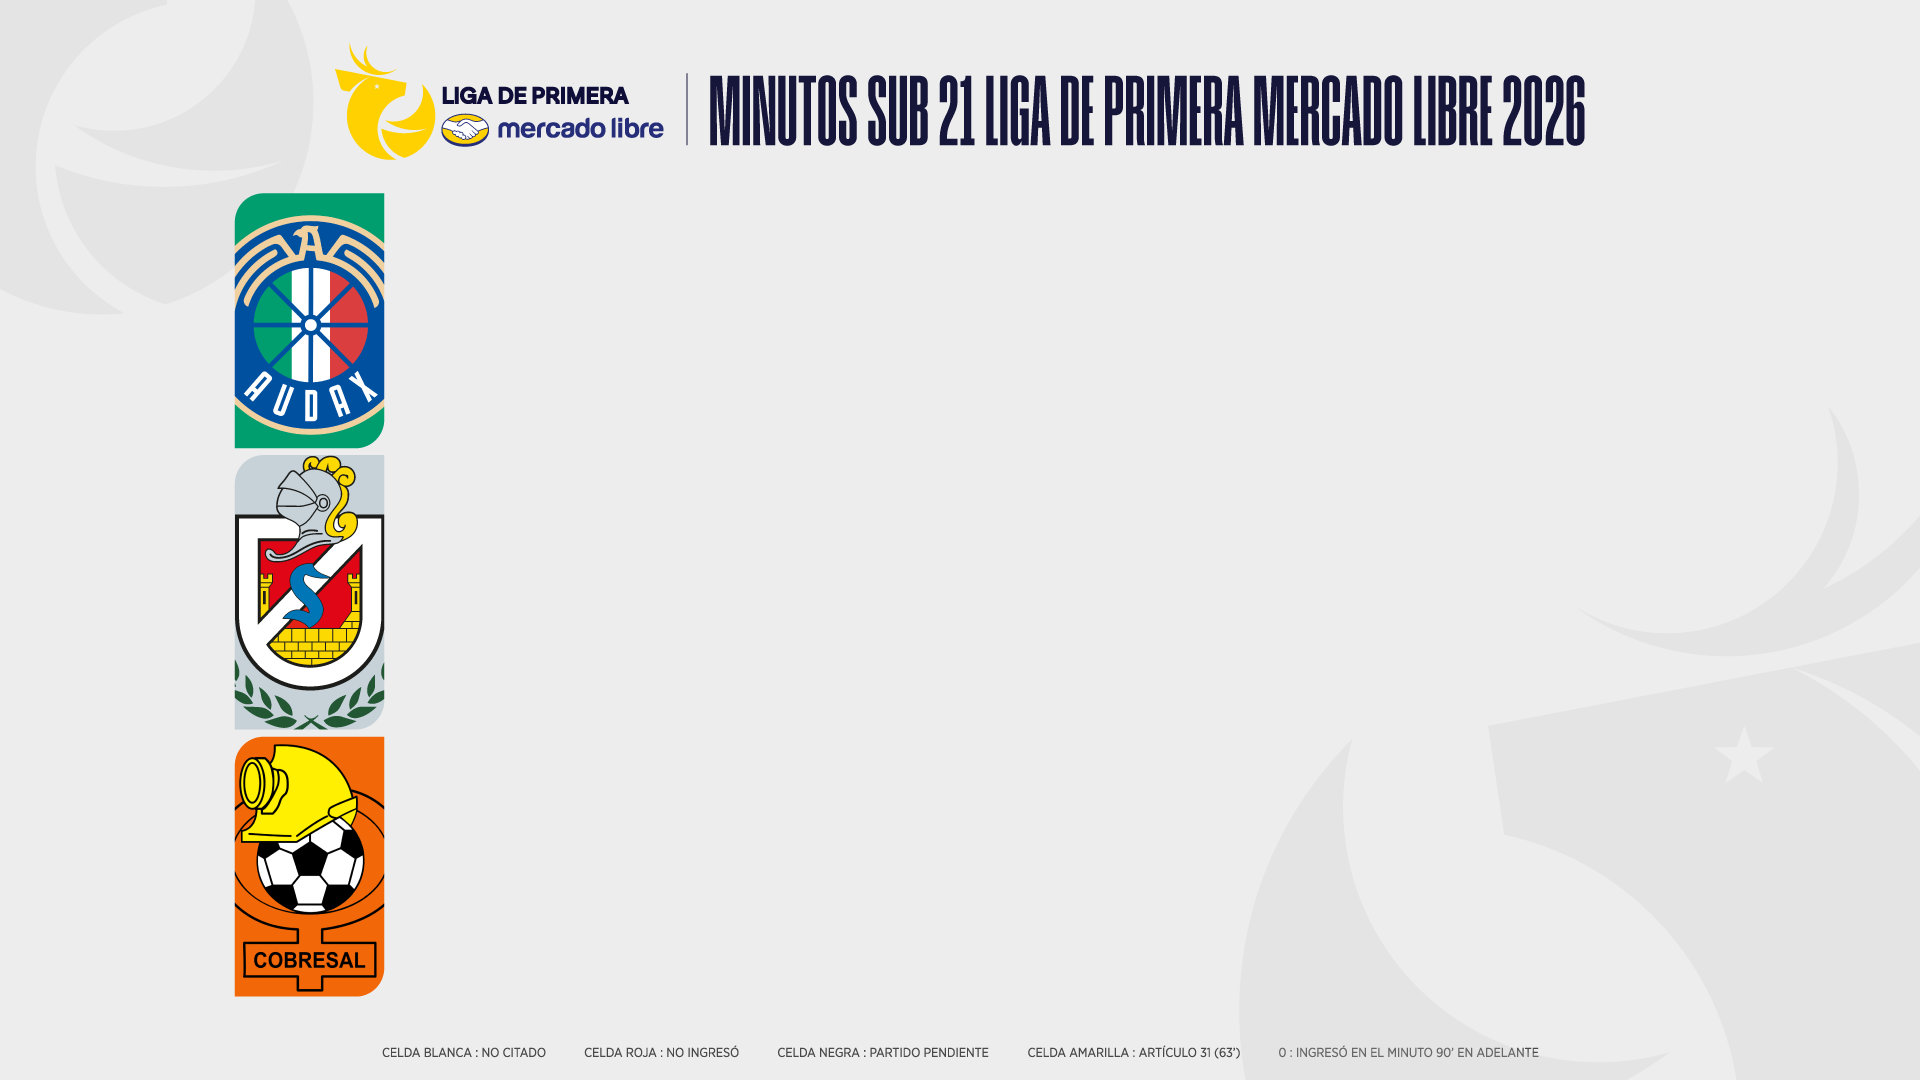 LIGA DE PRIMERA
mercado libre
MINUTOS SUB 21 LIGA DE PRIMERA MERCADO LIBRE 2026
AUDAX
COBRESAL
CELDA BLANCA : NO CITADO
CELDA ROJA : NO INGRESÓ
CELDA NEGRA : PARTIDO PENDIENTE
CELDA AMARILLA : ARTÍCULO 31 (63')
0 : INGRESÓ EN EL MINUTO 90' EN ADELANTE